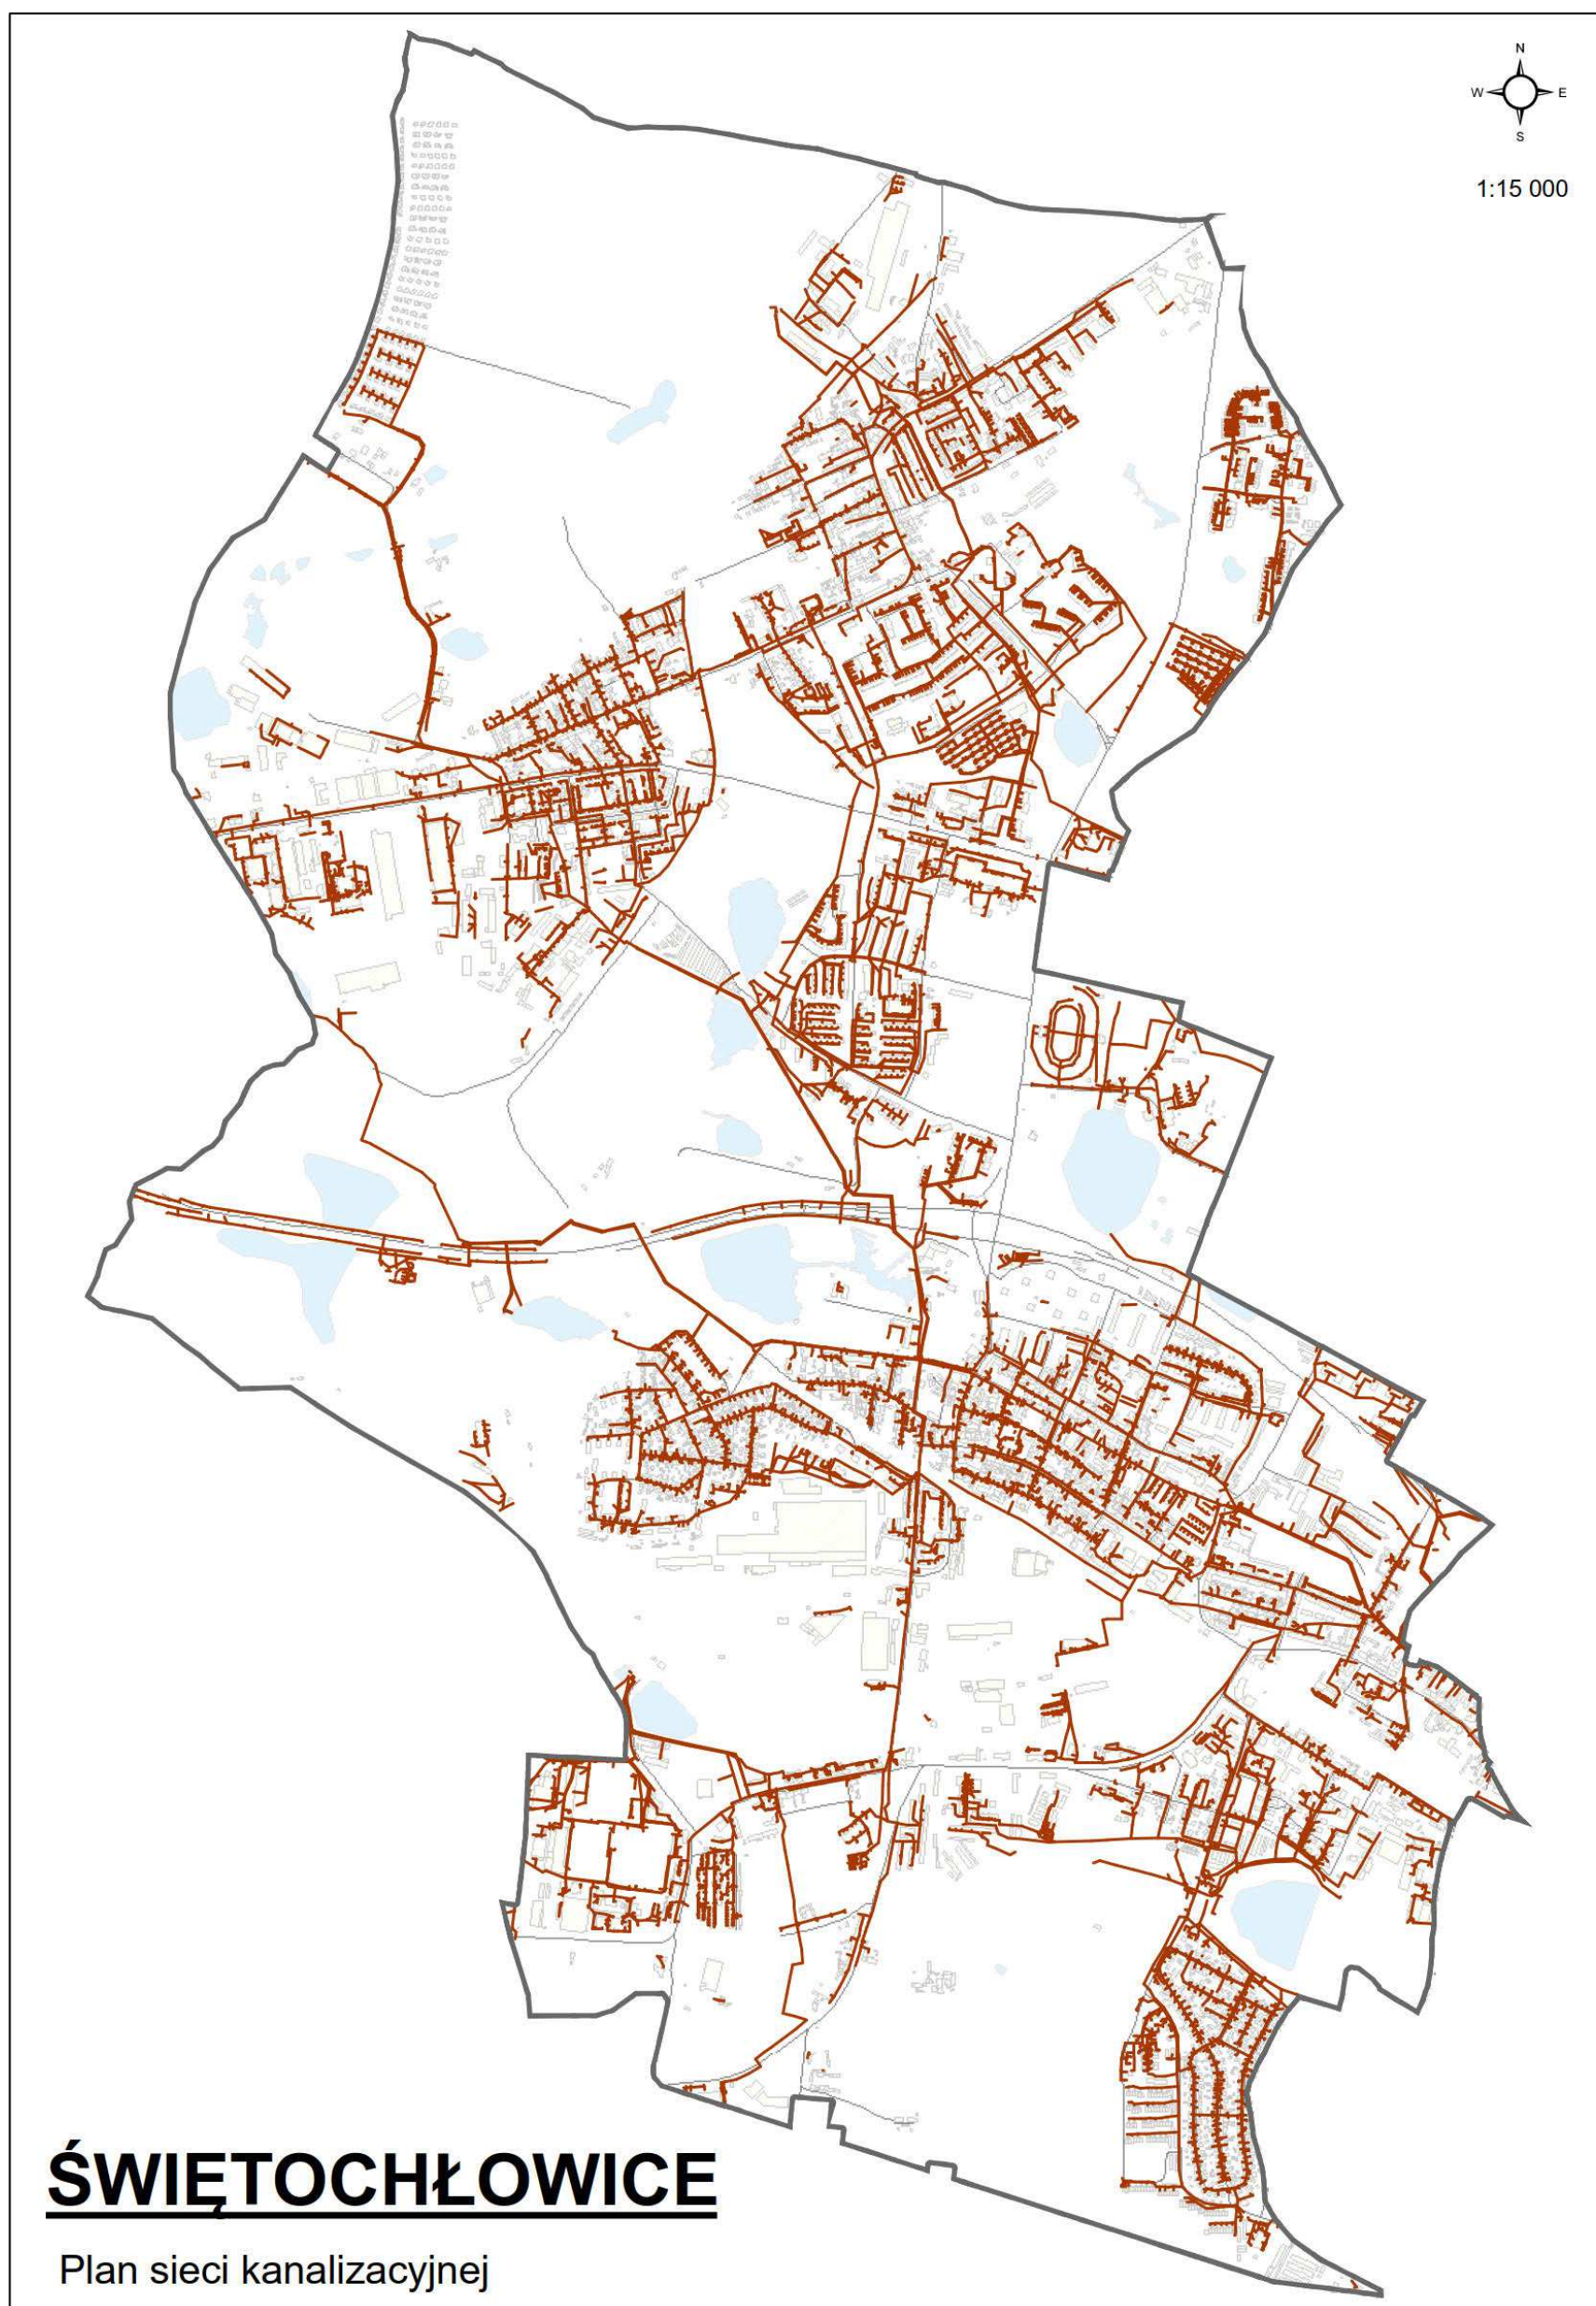 N
W E
S
1:15 000
ŚWIĘTOCHŁOWICE
Plan sieci kanalizacyjnej